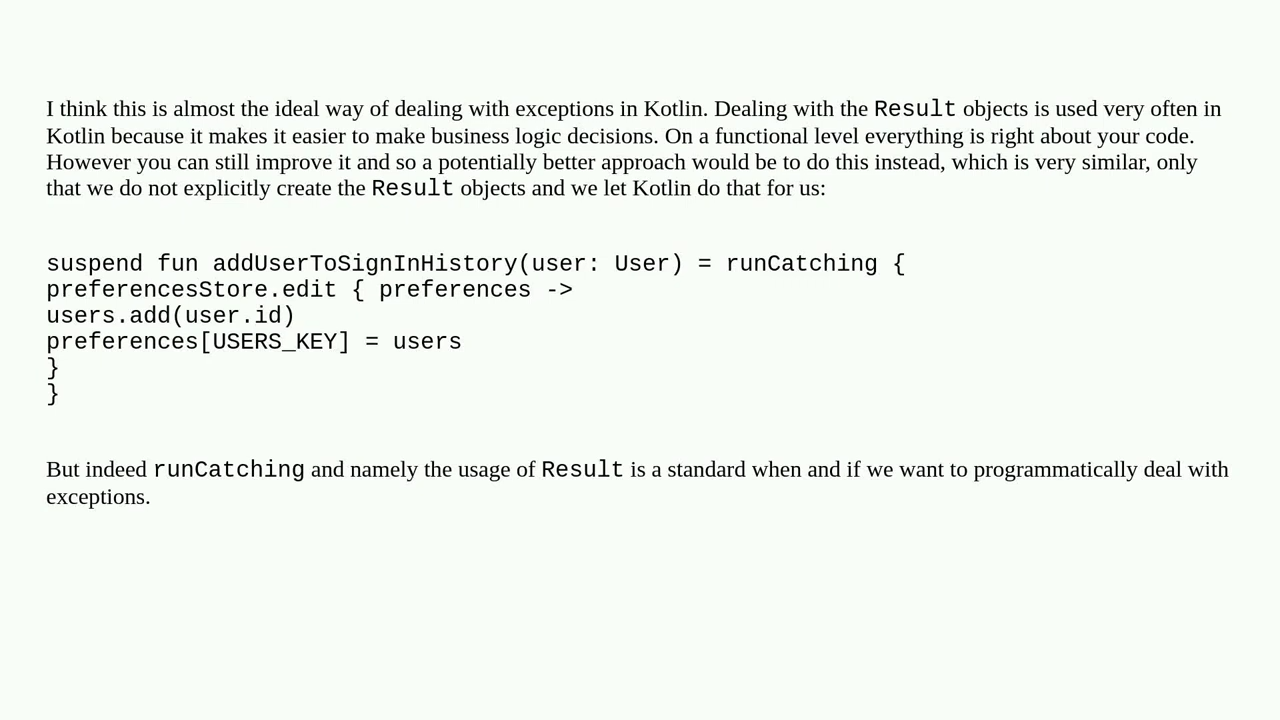 I think this is almost the ideal way of dealing with exceptions in Kotlin. Dealing with the Result objects is used very often in
Kotlin because it makes it easier to make business logic decisions. On a functional level everything is right about your code.
However you can still improve it and so a potentially better approach would be to do this instead, which is very similar, only
that we do not explicitly create the Result objects and we let Kotlin do that for us:
suspend fun addUserToSignInHistory(user: User) = runCatching {
preferencesStore.edit { preferences ->
users.add(user.id)
preferences[USERS_KEY] = users
}
}
But indeed runCatching and namely the usage of Result is a standard when and if we want to programmatically deal with
exceptions.